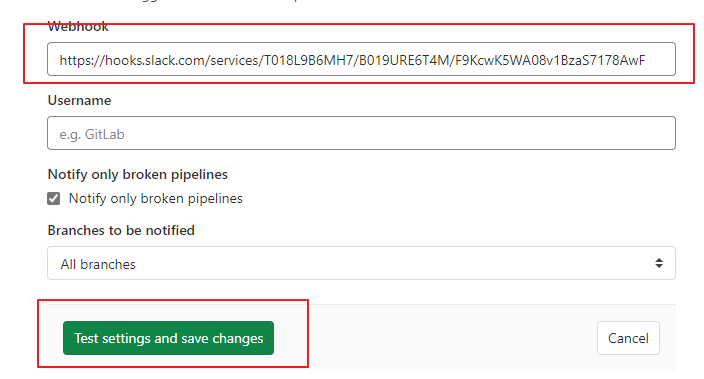 Webhook
https://hooks.slack.com/services/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
Username
e.g. GitLab
Notify only broken pipelines
Notify only broken pipelines
Branches to be notified
All branches
Test settings and save changes
Cancel